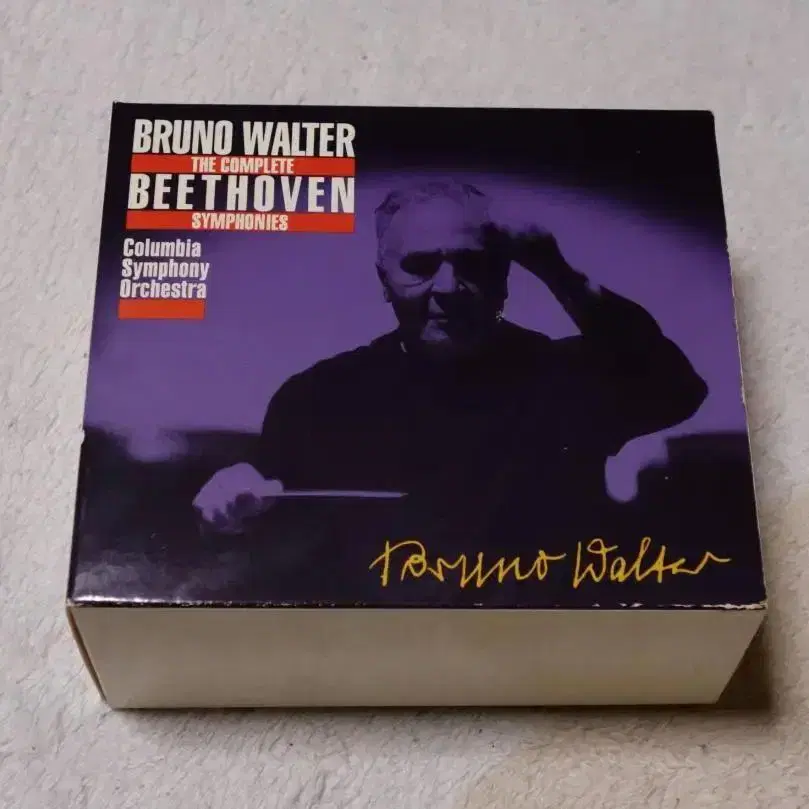 BRUNO WALTER
THE COMPLETE
BEETHOVEN
SYMPHONIES
Columbia
Symphony
Orchestra
Bruno Walter